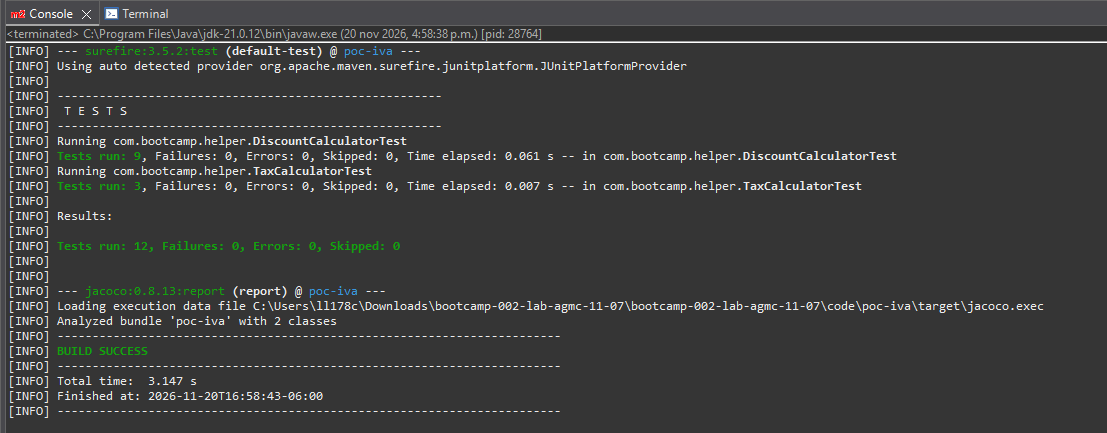 Console
Terminal
<terminated> C:\Program Files\Java\jdk-21.0.12\bin\javaw.exe (20 nov 2026, 4:58:38 p.m.) [pid: 28764]
[INFO] --- surefire:3.5.2:test (default-test) @ poc-iva ---
[INFO] Using auto detected provider org.apache.maven.surefire.junitplatform.JUnitPlatformProvider
[INFO]
[INFO] -------------------------------------------------------
[INFO]  T E S T S
[INFO] -------------------------------------------------------
[INFO] Running com.bootcamp.helper.DiscountCalculatorTest
[INFO] Tests run: 9, Failures: 0, Errors: 0, Skipped: 0, Time elapsed: 0.061 s -- in com.bootcamp.helper.DiscountCalculatorTest
[INFO] Running com.bootcamp.helper.TaxCalculatorTest
[INFO] Tests run: 3, Failures: 0, Errors: 0, Skipped: 0, Time elapsed: 0.007 s -- in com.bootcamp.helper.TaxCalculatorTest
[INFO]
[INFO] Results:
[INFO]
[INFO] Tests run: 12, Failures: 0, Errors: 0, Skipped: 0
[INFO]
[INFO]
[INFO] --- jacoco:0.8.13:report (report) @ poc-iva ---
[INFO] Loading execution data file C:\Users\ll178c\Downloads\bootcamp-002-lab-agmc-11-07\bootcamp-002-lab-agmc-11-07\code\poc-iva\target\jacoco.exec
[INFO] Analyzed bundle 'poc-iva' with 2 classes
[INFO] ------------------------------------------------------------------------
[INFO] BUILD SUCCESS
[INFO] ------------------------------------------------------------------------
[INFO] Total time:  3.147 s
[INFO] Finished at: 2026-11-20T16:58:43-06:00
[INFO] ------------------------------------------------------------------------